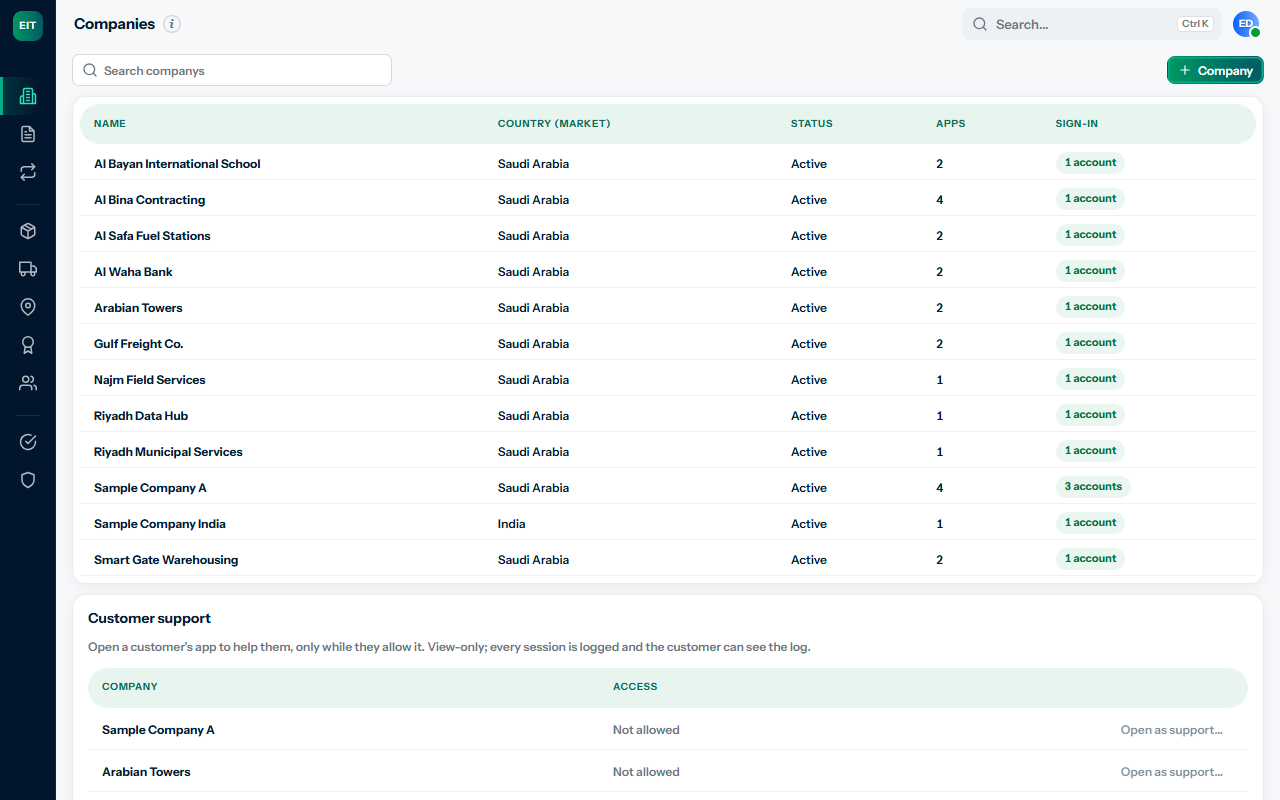 EIT
Companies
i
Search...
Ctrl K
ED
Search companys
+ Company
NAME COUNTRY (MARKET) STATUS APPS SIGN-IN
Al Bayan International School Saudi Arabia Active 2 1 account
Al Bina Contracting Saudi Arabia Active 4 1 account
Al Safa Fuel Stations Saudi Arabia Active 2 1 account
Al Waha Bank Saudi Arabia Active 2 1 account
Arabian Towers Saudi Arabia Active 2 1 account
Gulf Freight Co. Saudi Arabia Active 2 1 account
Najm Field Services Saudi Arabia Active 1 1 account
Riyadh Data Hub Saudi Arabia Active 1 1 account
Riyadh Municipal Services Saudi Arabia Active 1 1 account
Sample Company A Saudi Arabia Active 4 3 accounts
Sample Company India India Active 1 1 account
Smart Gate Warehousing Saudi Arabia Active 2 1 account
Customer support
Open a customer's app to help them, only while they allow it. View-only; every session is logged and the customer can see the log.
COMPANY ACCESS
Sample Company A Not allowed Open as support...
Arabian Towers Not allowed Open as support...